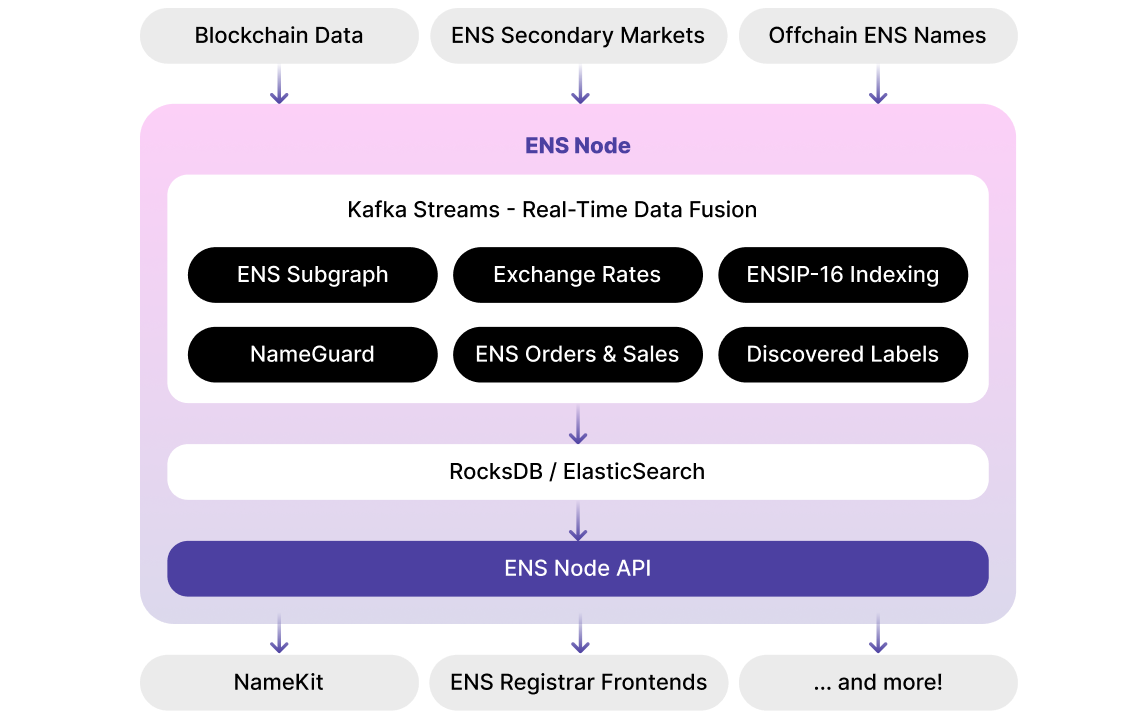 Blockchain Data
ENS Secondary Markets
Offchain ENS Names
ENS Node
Kafka Streams - Real-Time Data Fusion
ENS Subgraph
Exchange Rates
ENSIP-16 Indexing
NameGuard
ENS Orders & Sales
Discovered Labels
RocksDB / ElasticSearch
ENS Node API
NameKit
ENS Registrar Frontends
... and more!